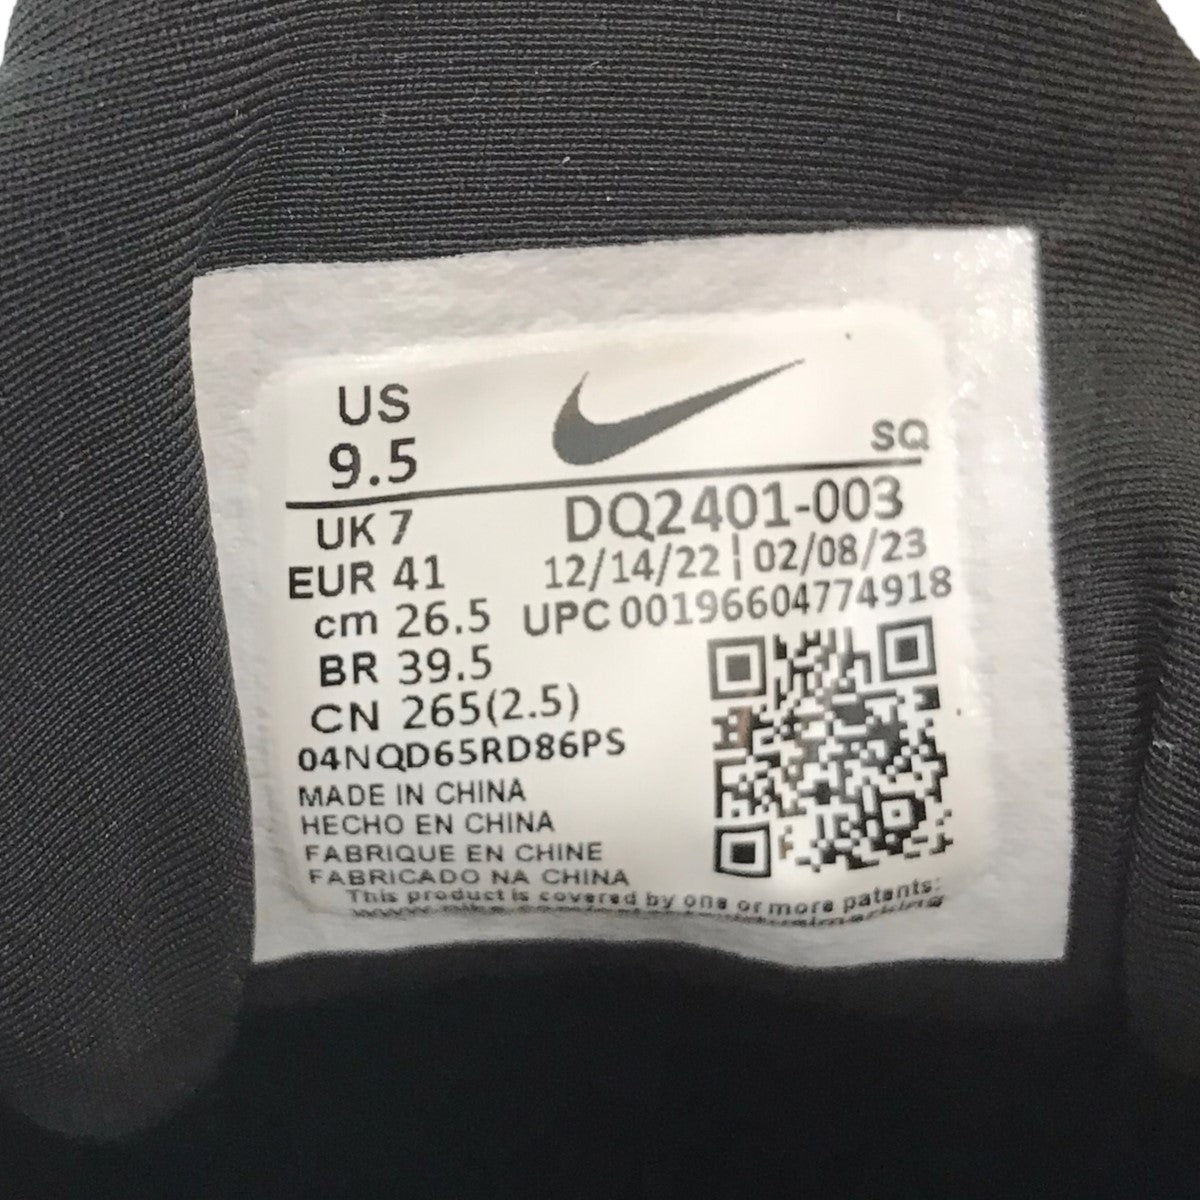 US
9.5
SQ
UK 7
DQ2401-003
EUR 41
12/14/22 | 02/08/23
cm 26.5
UPC 00196604774918
BR 39.5
CN 265(2.5)
04NQD65RD86PS
MADE IN CHINA
HECHO EN CHINA
FABRIQUE EN CHINE
FABRICADO NA CHINA
This product is covered by one or more patents: